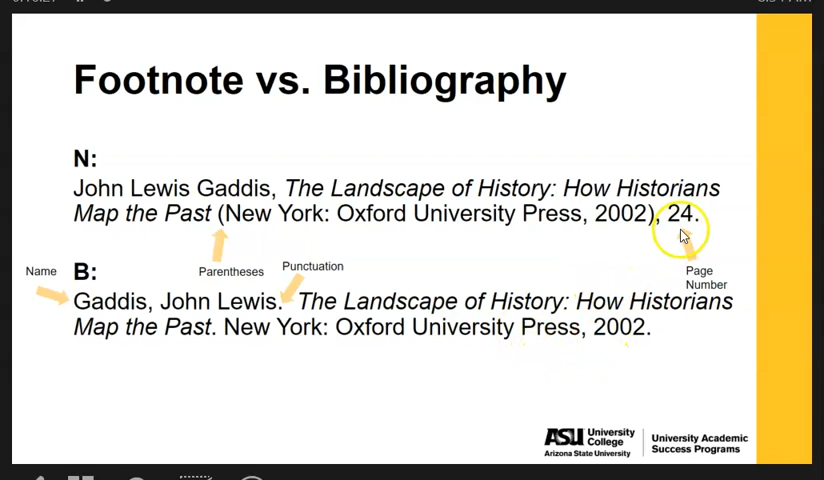 Footnote vs. Bibliography
N:
John Lewis Gaddis, The Landscape of History: How Historians
Map the Past (New York: Oxford University Press, 2002), 24.
Parentheses
Punctuation
Page
Number
Name
B:
Gaddis, John Lewis. The Landscape of History: How Historians
Map the Past. New York: Oxford University Press, 2002.
ASU University
College
Arizona State University
University Academic
Success Programs